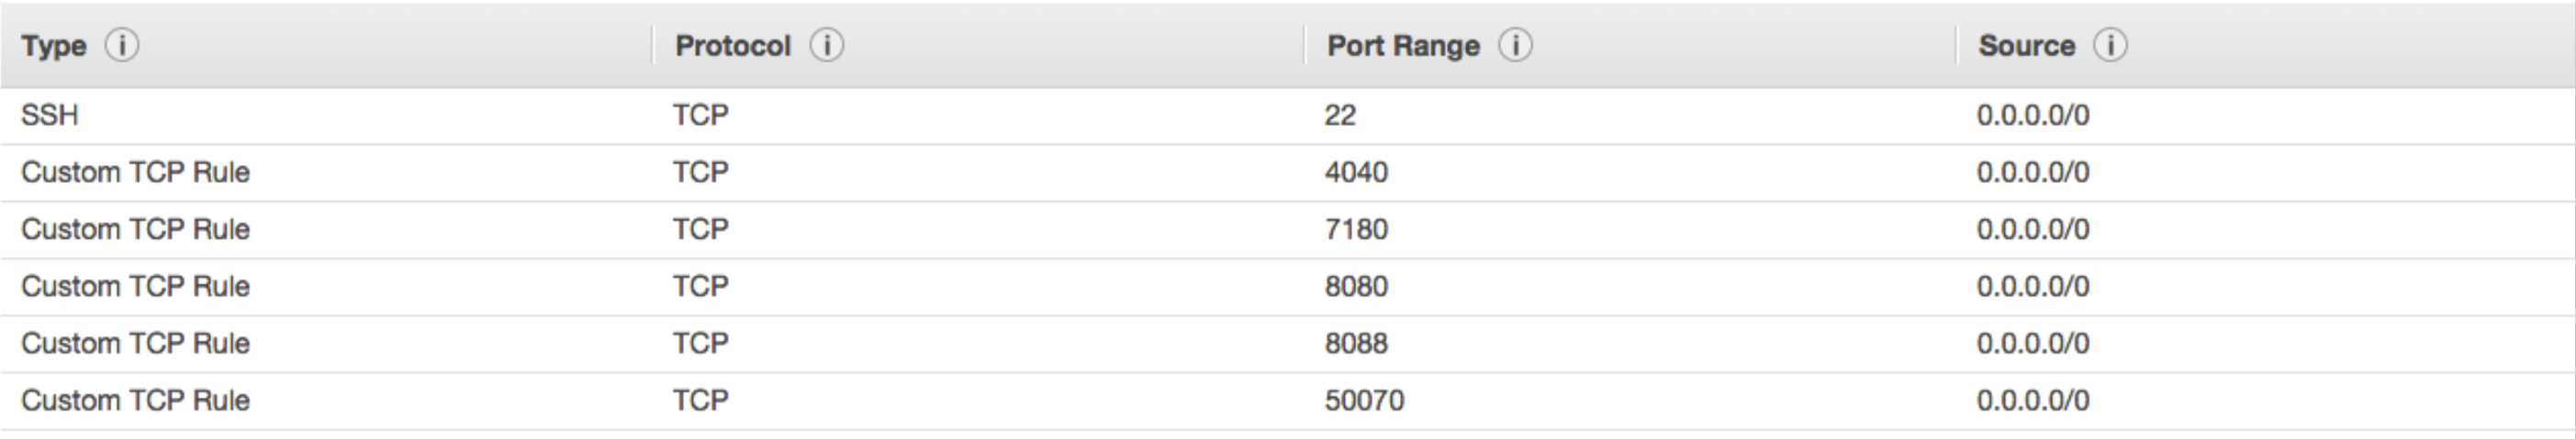 Type Protocol Port Range Source
SSH TCP 22 0.0.0.0/0
Custom TCP Rule TCP 4040 0.0.0.0/0
Custom TCP Rule TCP 7180 0.0.0.0/0
Custom TCP Rule TCP 8080 0.0.0.0/0
Custom TCP Rule TCP 8088 0.0.0.0/0
Custom TCP Rule TCP 50070 0.0.0.0/0